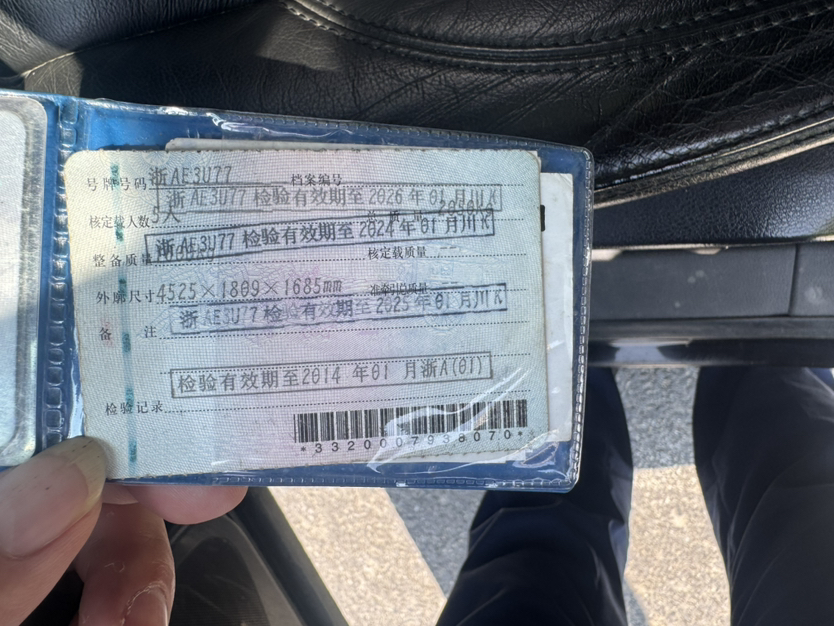 号牌号码 浙AE3U77 档案编号
浙AE3U77 检验有效期至2026年01月川K
核定载人数 5人
浙AE3U77 检验有效期至2024年01月川K
整备质量 核定载质量
外廓尺寸 4525×1809×1685mm 准牵引总质量
浙AE3U77 检验有效期至2025年01月川K
备 注
检验有效期至2014年01月浙A(01)
检验记录
*3320007938070*